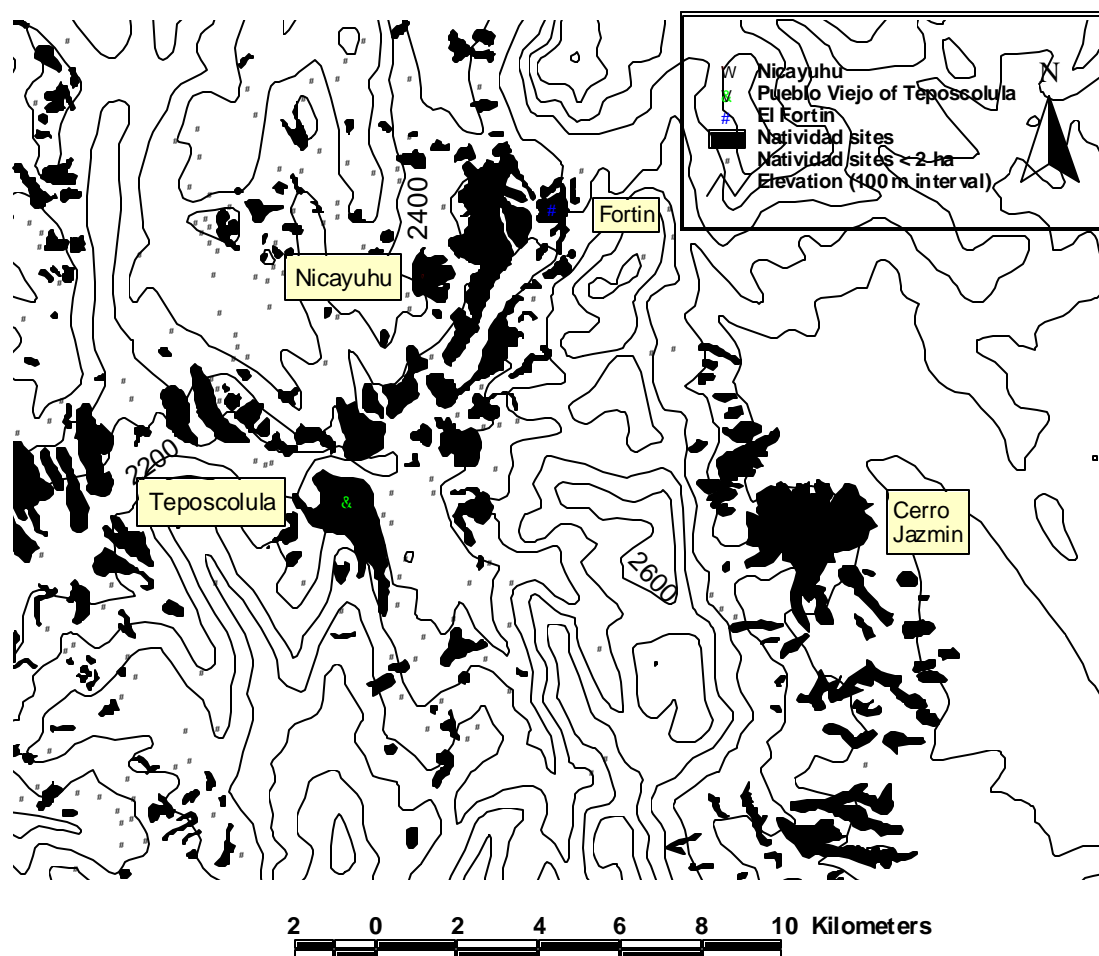 N
W Nicayuhu
& Pueblo Viejo of Teposcolula
# El Fortin
Natividad sites
Natividad sites < 2 ha
Elevation (100 m interval)
2400
Fortin
Nicayuhu
2200
Teposcolula
&
#
Cerro
Jazmin
2600
2 0 2 4 6 8 10 Kilometers